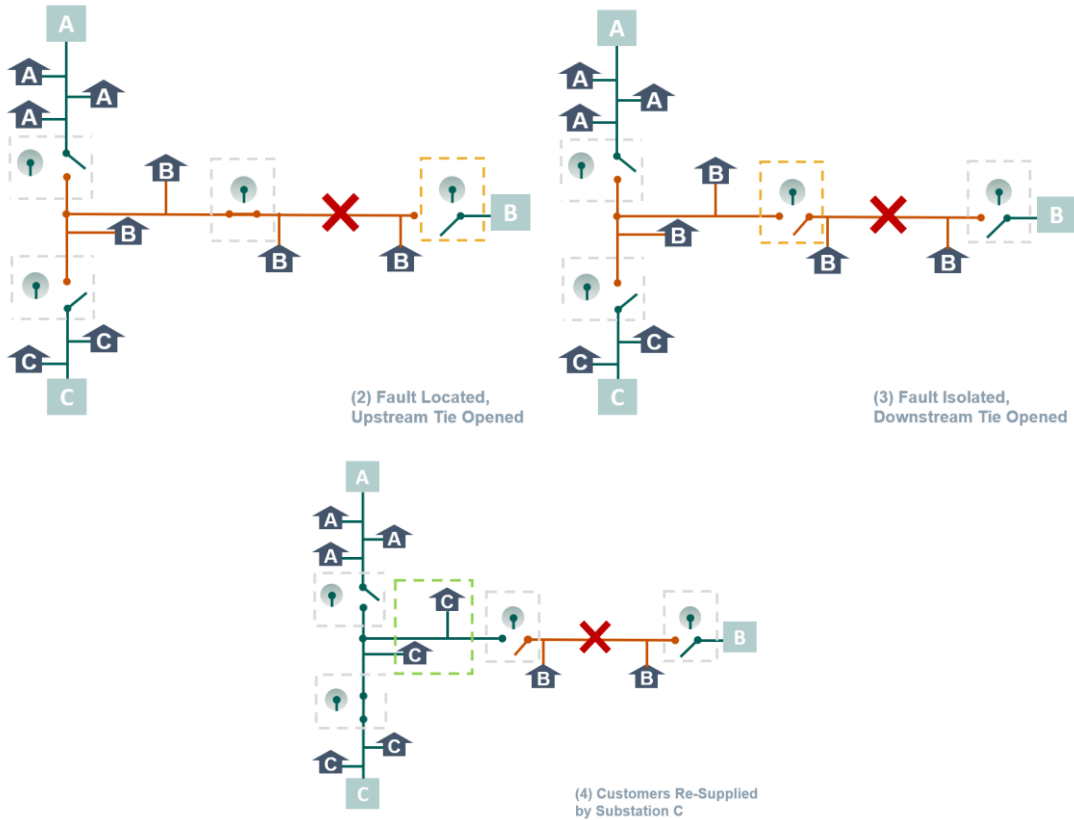 A
A
A
A
B
B
B
B
B
C
C
C
(2) Fault Located,
Upstream Tie Opened
A
A
A
A
B
B
B
B
B
C
C
C
(3) Fault Isolated,
Downstream Tie Opened
A
A
A
A
C
C
B
B
B
C
C
C
(4) Customers Re-Supplied
by Substation C